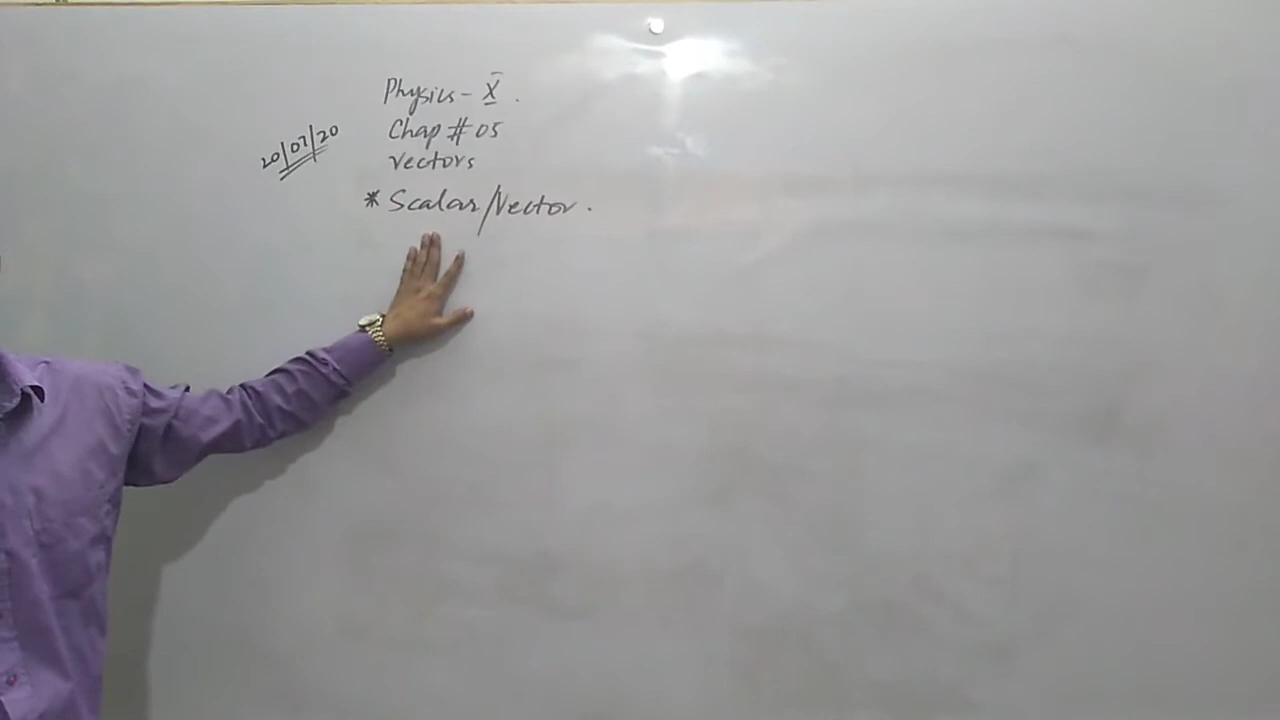 Physics - X.
20/07/20
Chap # 05
Vectors
* Scalar/Vector.